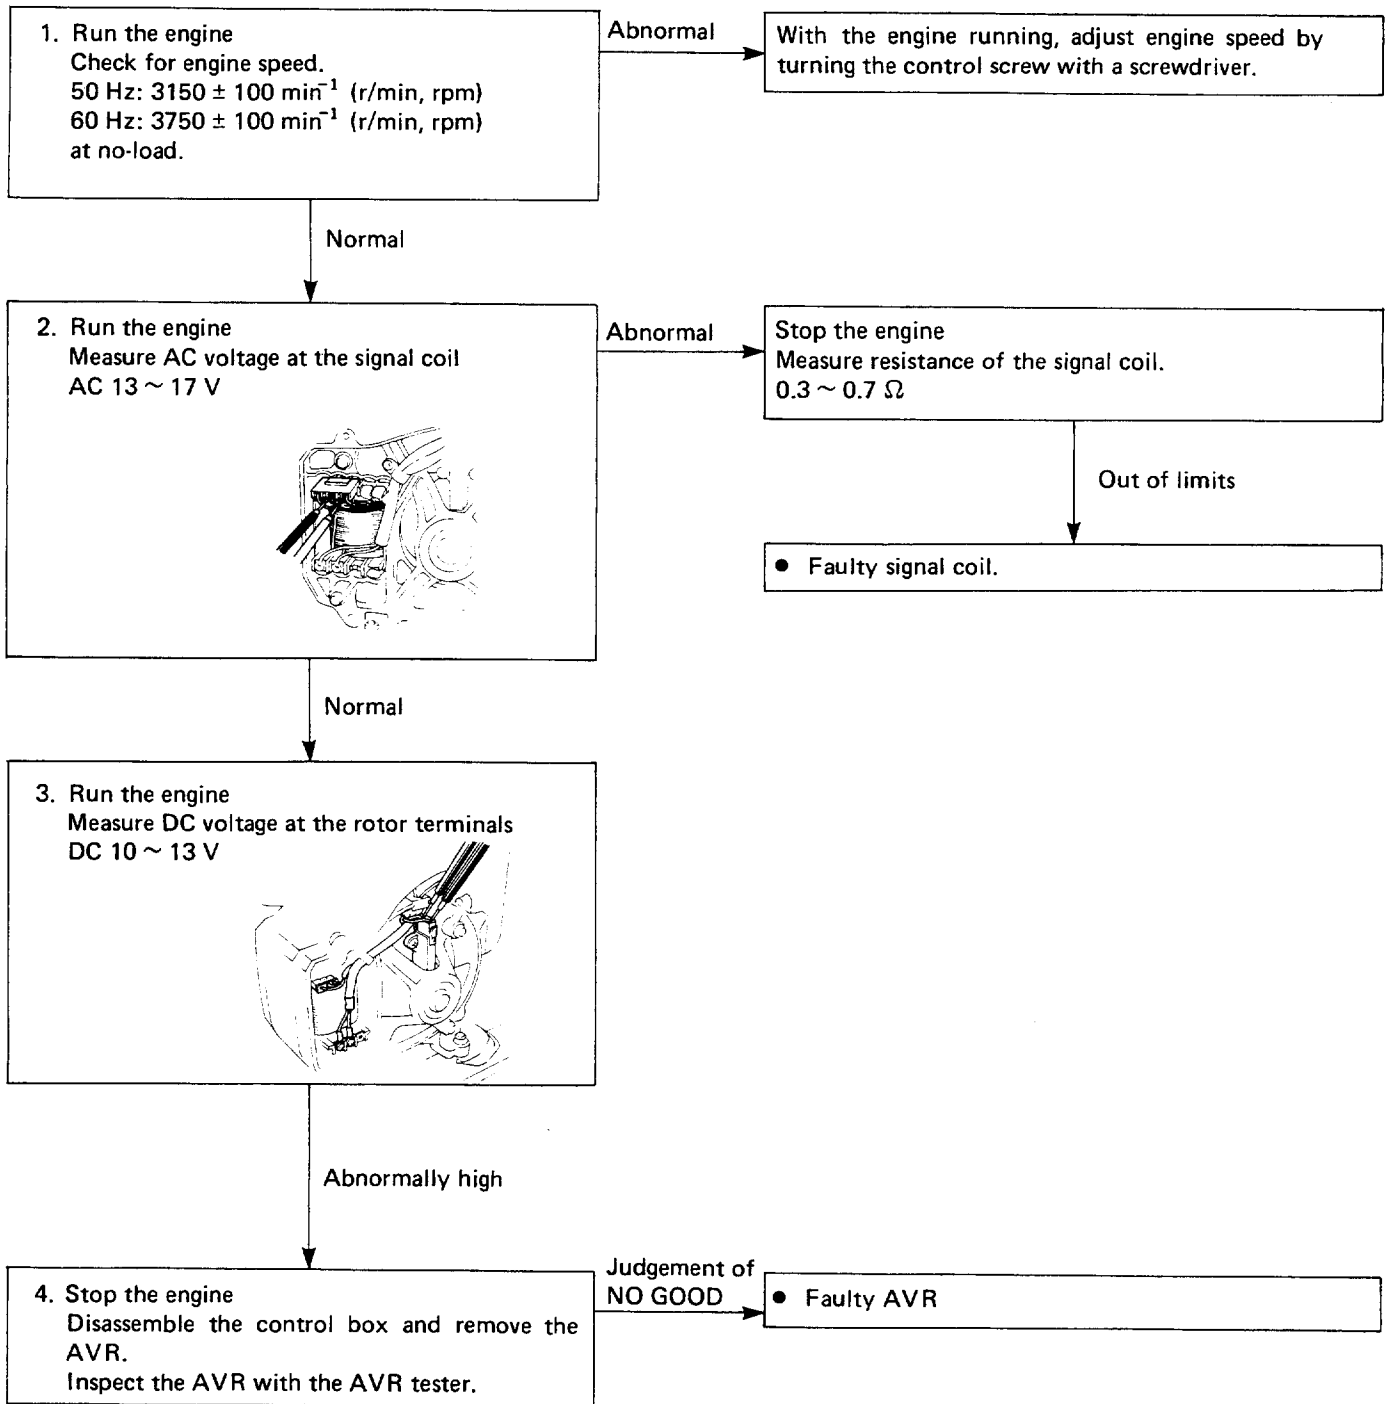 1. Run the engine
Check for engine speed.
50 Hz: 3150 ± 100 min⁻¹ (r/min, rpm)
60 Hz: 3750 ± 100 min⁻¹ (r/min, rpm)
at no-load.
Abnormal
With the engine running, adjust engine speed by
turning the control screw with a screwdriver.
Normal
2. Run the engine
Measure AC voltage at the signal coil
AC 13 ~ 17 V
Abnormal
Stop the engine
Measure resistance of the signal coil.
0.3 ~ 0.7 Ω
Out of limits
● Faulty signal coil.
Normal
3. Run the engine
Measure DC voltage at the rotor terminals
DC 10 ~ 13 V
Abnormally high
4. Stop the engine
Disassemble the control box and remove the
AVR.
Inspect the AVR with the AVR tester.
Judgement of
NO GOOD
● Faulty AVR